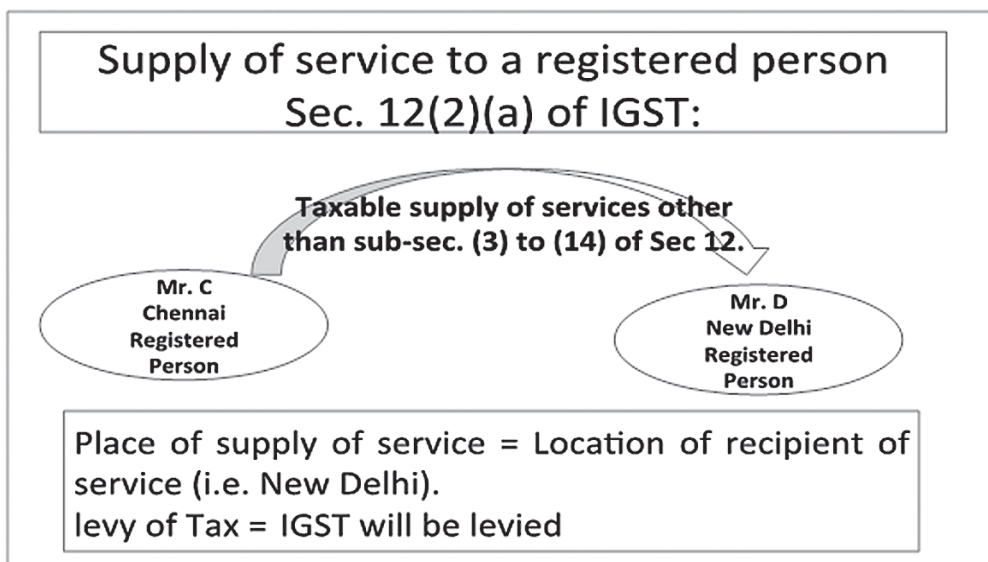 Supply of service to a registered person
Sec. 12(2)(a) of IGST:
Taxable supply of services other
than sub-sec. (3) to (14) of Sec 12.
Mr. C
Chennai
Registered
Person
Mr. D
New Delhi
Registered
Person
Place of supply of service = Location of recipient of
service (i.e. New Delhi).
levy of Tax = IGST will be levied